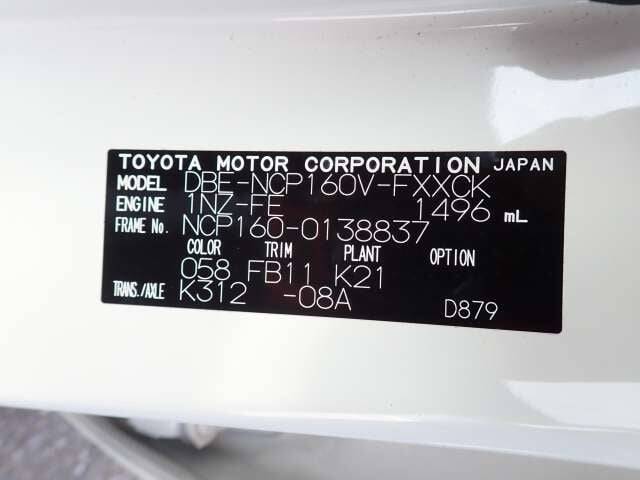 TOYOTA MOTOR CORPORATION JAPAN
MODEL DBE-NCP160V-FXXCK
ENGINE 1NZ-FE 1496 mL
FRAME No. NCP160-0138837
COLOR TRIM PLANT OPTION
058 FB11 K21
TRANS./AXLE K312 -08A
D879